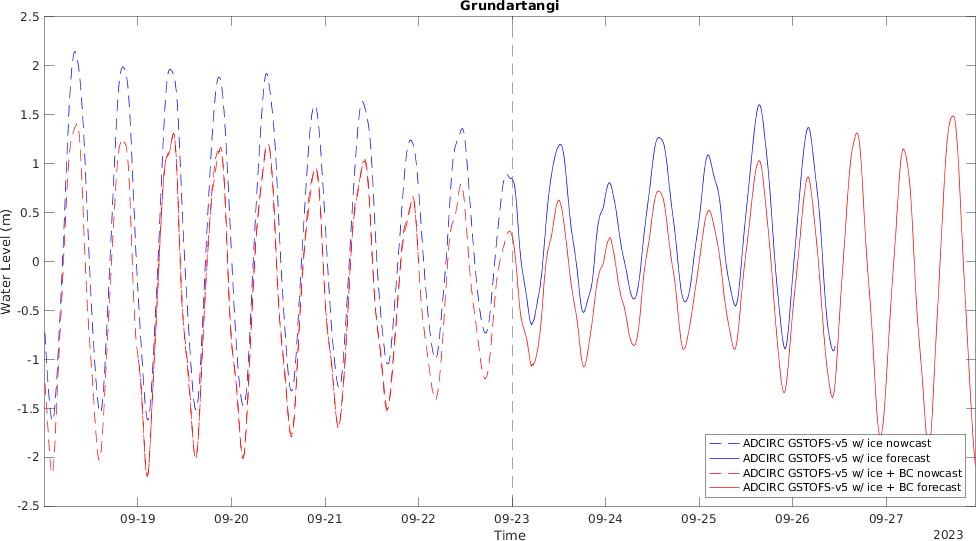 Grundartangi
2.5
2
1.5
1
0.5
0
-0.5
-1
-1.5
-2
-2.5
Water Level (m)
ADCIRC GSTOFS-v5 w/ ice nowcast
ADCIRC GSTOFS-v5 w/ ice forecast
ADCIRC GSTOFS-v5 w/ ice + BC nowcast
ADCIRC GSTOFS-v5 w/ ice + BC forecast
09-19 09-20 09-21 09-22 09-23 09-24 09-25 09-26 09-27
Time
2023